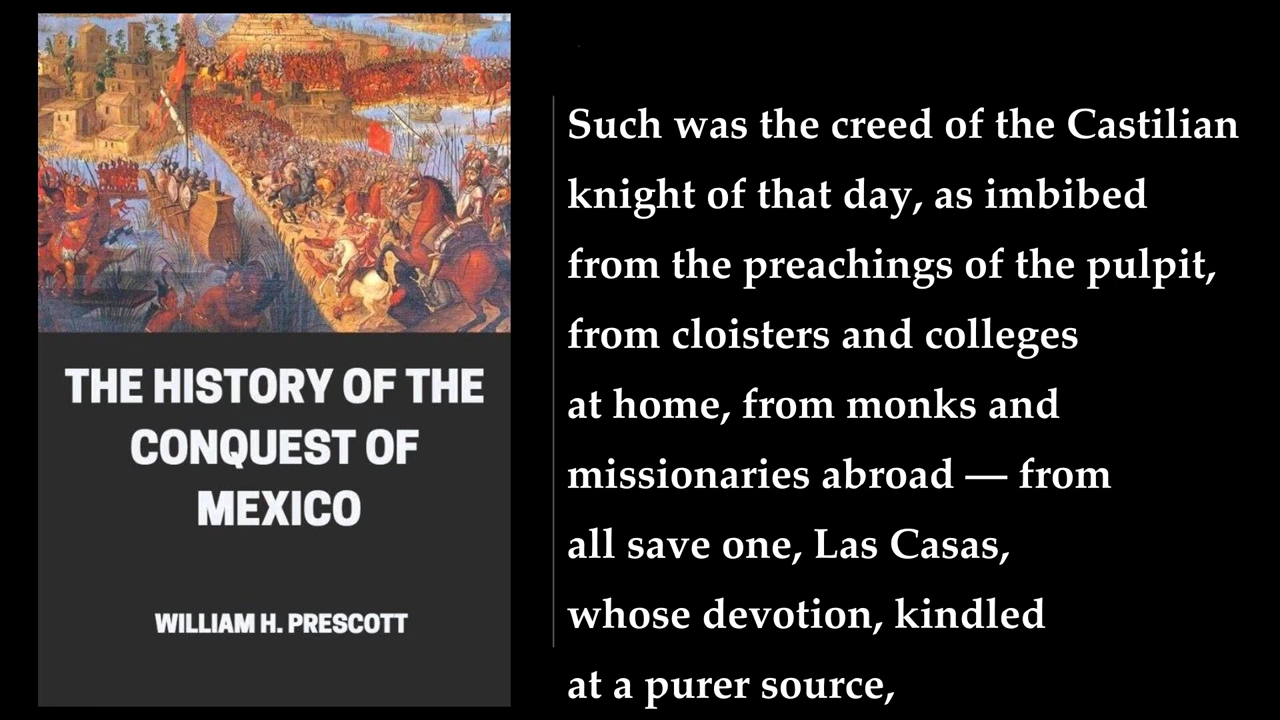 THE HISTORY OF THE
CONQUEST OF
MEXICO
WILLIAM H. PRESCOTT
Such was the creed of the Castilian
knight of that day, as imbibed
from the preachings of the pulpit,
from cloisters and colleges
at home, from monks and
missionaries abroad — from
all save one, Las Casas,
whose devotion, kindled
at a purer source,